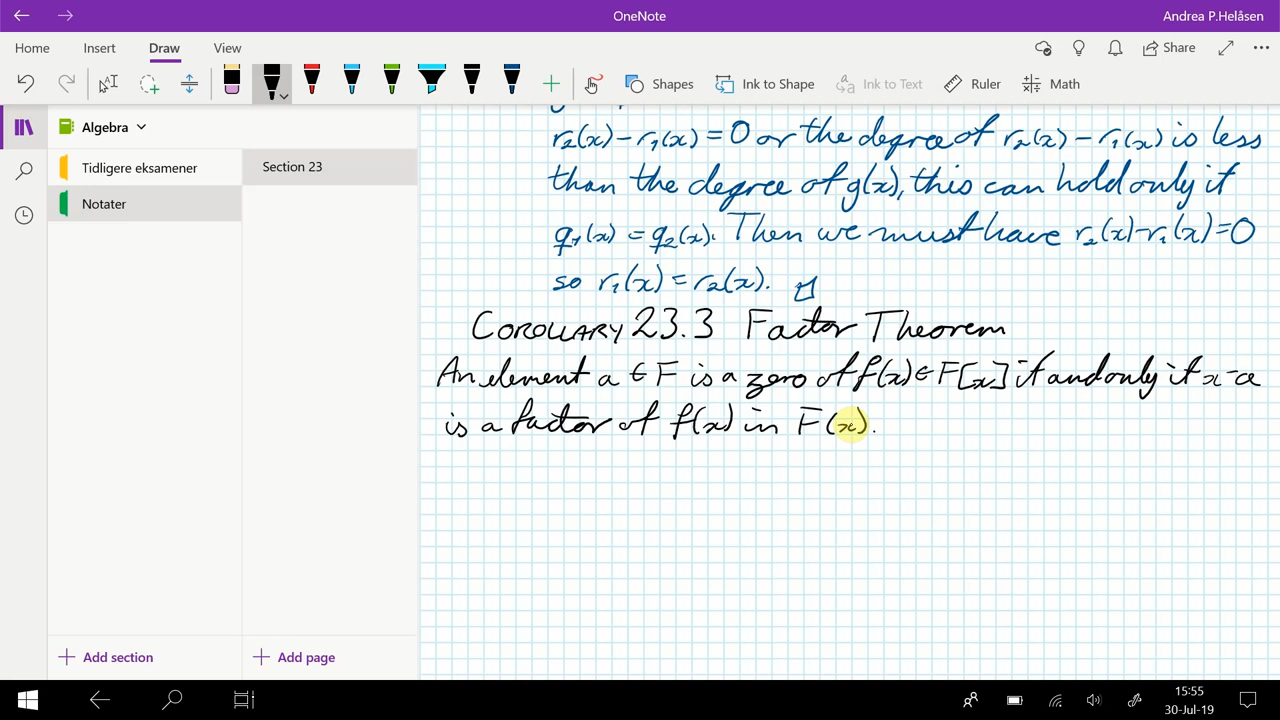 OneNote
Andrea P.Helåsen
Home Insert Draw View
Share
Shapes Ink to Shape Ink to Text Ruler Math
Algebra
Tidligere eksamener
Notater
Section 23
r₂(x)-r₁(x)=0 or the degree of r₂(x)-r₁(x) is less
than the degree of g(x), this can hold only if
q₁(x) = q₂(x). Then we must have r₂(x)-r₁(x)=0
so r₁(x)=r₂(x).
COROLLARY 23.3 Factor Theorem
An element a ∈ F is a zero of f(x) ∈ F[x] if and only if x-a
is a factor of f(x) in F(x).
Add section
Add page
15:55
30-Jul-19